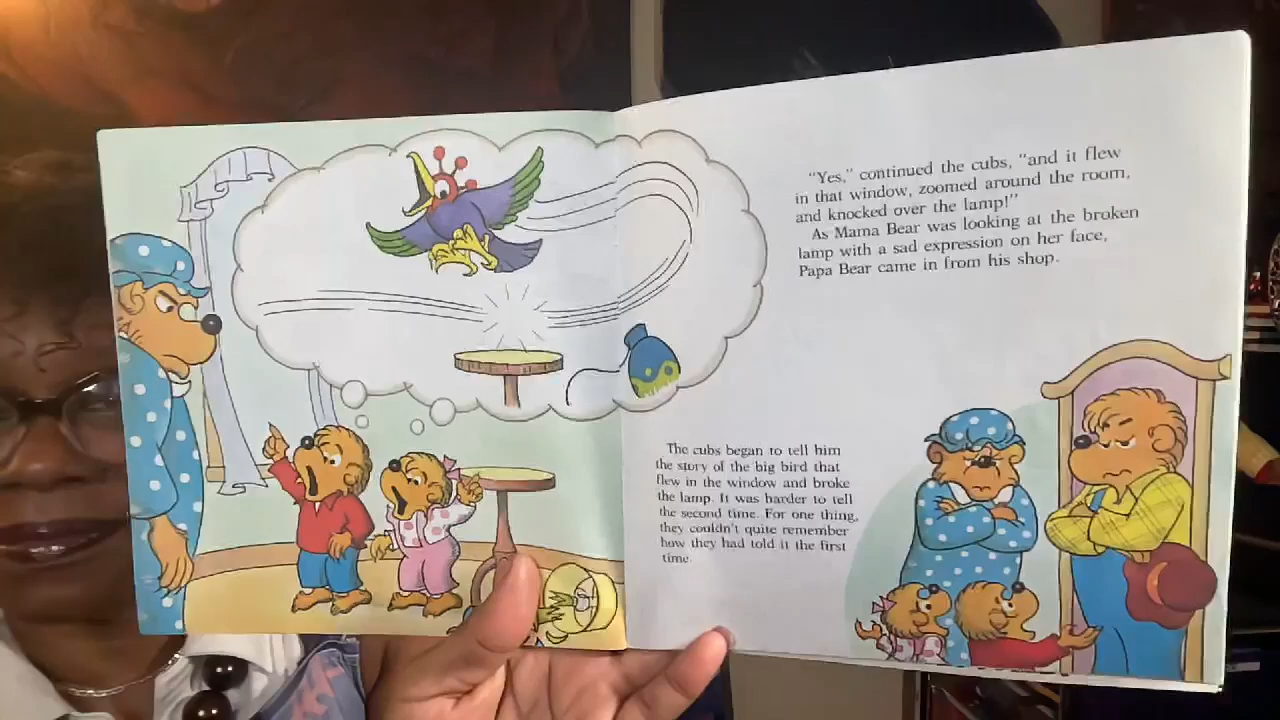 "Yes," continued the cubs, "and it flew
in that window, zoomed around the room,
and knocked over the lamp!"
As Mama Bear was looking at the broken
lamp with a sad expression on her face,
Papa Bear came in from his shop.
The cubs began to tell him
the story of the big bird that
flew in the window and broke
the lamp. It was harder to tell
the second time. For one thing,
they couldn't quite remember
how they had told it the first
time.